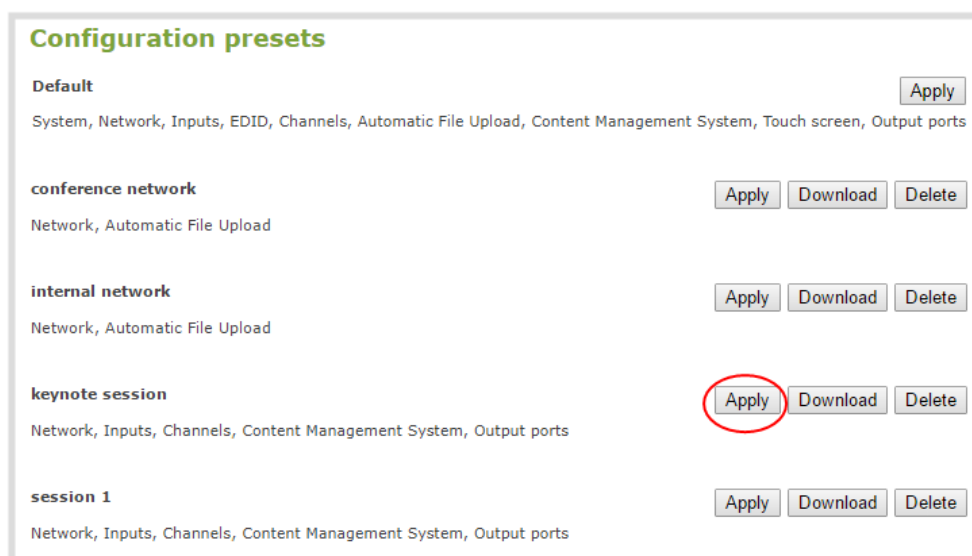 Configuration presets
Default
Apply
System, Network, Inputs, EDID, Channels, Automatic File Upload, Content Management System, Touch screen, Output ports
conference network
Apply Download Delete
Network, Automatic File Upload
internal network
Apply Download Delete
Network, Automatic File Upload
keynote session
Apply Download Delete
Network, Inputs, Channels, Content Management System, Output ports
session 1
Apply Download Delete
Network, Inputs, Channels, Content Management System, Output ports